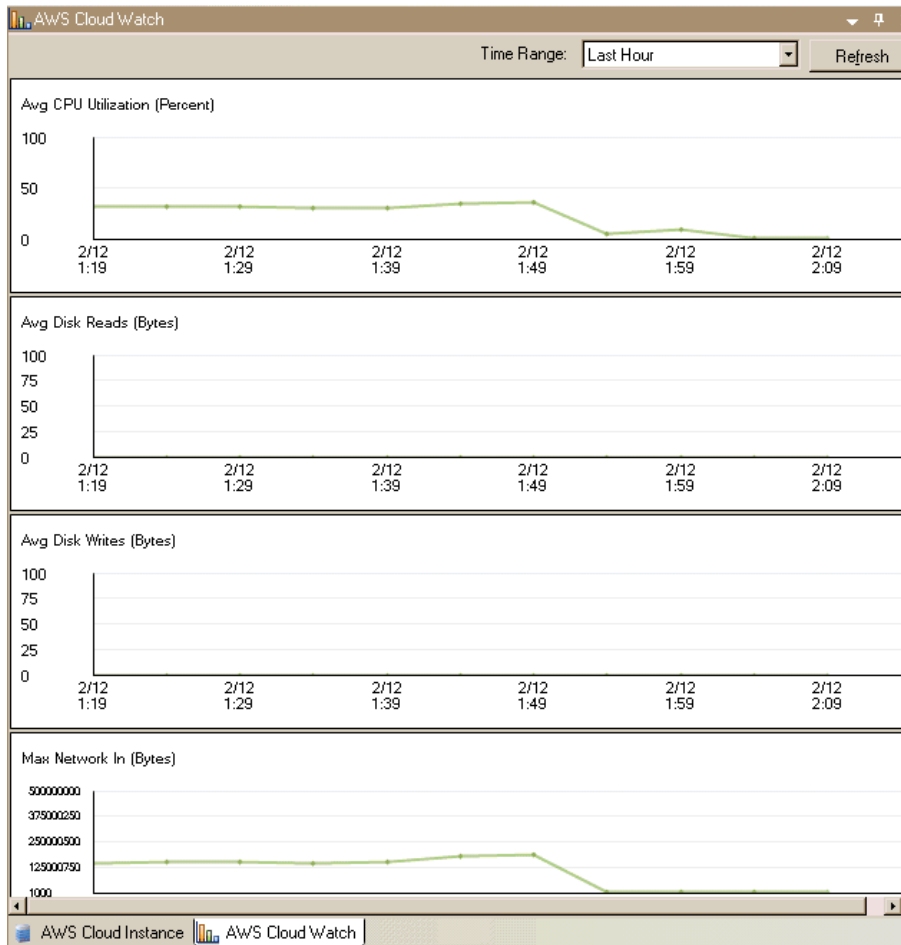 AWS Cloud Watch
Time Range: Last Hour Refresh
Avg CPU Utilization (Percent)
100
50
0
2/12 2/12 2/12 2/12 2/12 2/12
1:19 1:29 1:39 1:49 1:59 2:09
Avg Disk Reads (Bytes)
100
75
50
25
0
2/12 2/12 2/12 2/12 2/12 2/12
1:19 1:29 1:39 1:49 1:59 2:09
Avg Disk Writes (Bytes)
100
75
50
25
0
2/12 2/12 2/12 2/12 2/12 2/12
1:19 1:29 1:39 1:49 1:59 2:09
Max Network In (Bytes)
500000000
375000250
250000500
125000750
1000
AWS Cloud Instance AWS Cloud Watch